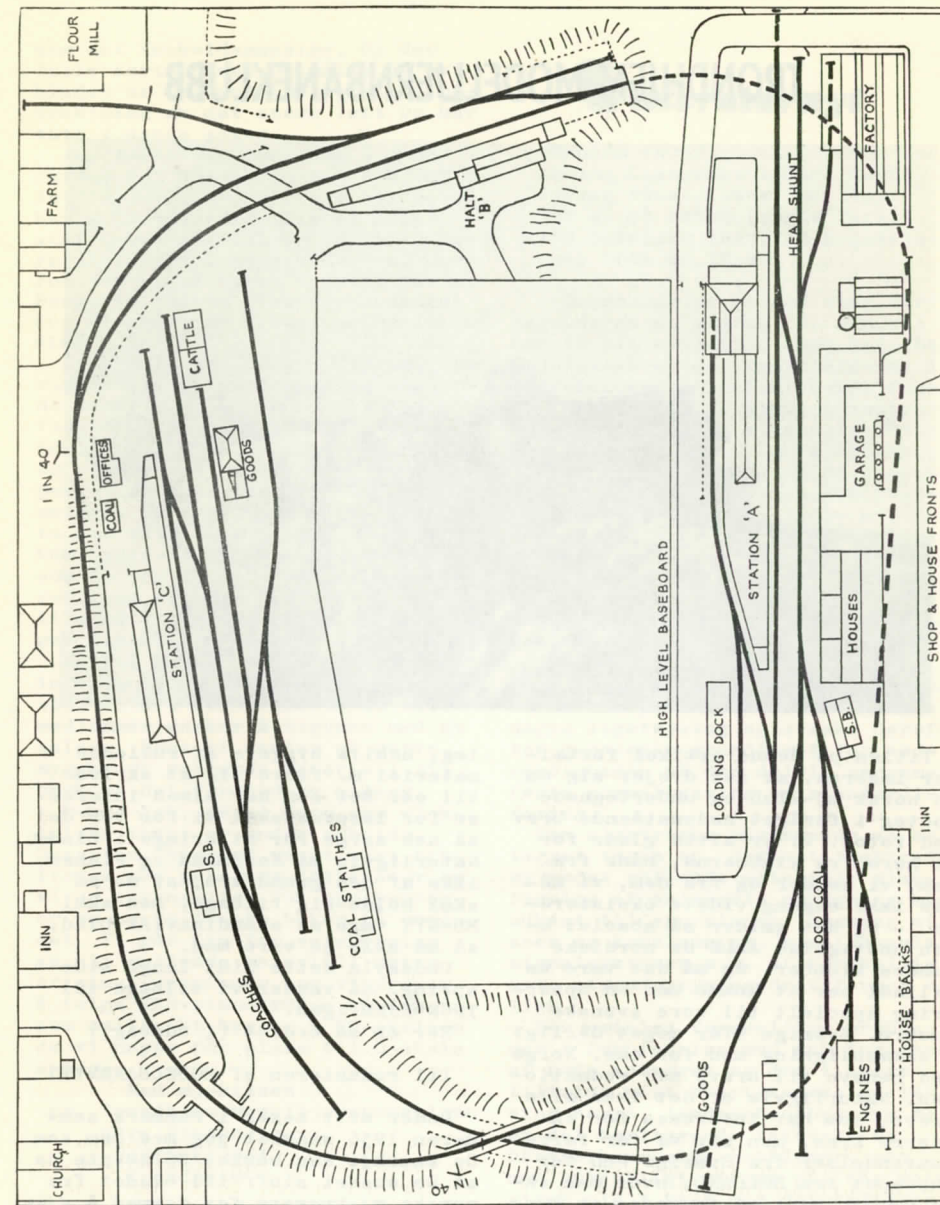 FLOUR
MILL
FARM
HALT
'B'
HEAD SHUNT
FACTORY
CATTLE
GOODS
1 IN 40
OFFICES
COAL
STATION 'C'
S.B.
INN
COAL STAITHES
COACHES
CHURCH
1 IN 40
HIGH LEVEL BASEBOARD
STATION 'A'
GARAGE
HOUSES
SHOP & HOUSE FRONTS
S.B.
LOADING DOCK
LOCO COAL
INN
HOUSE BACKS
GOODS
ENGINES